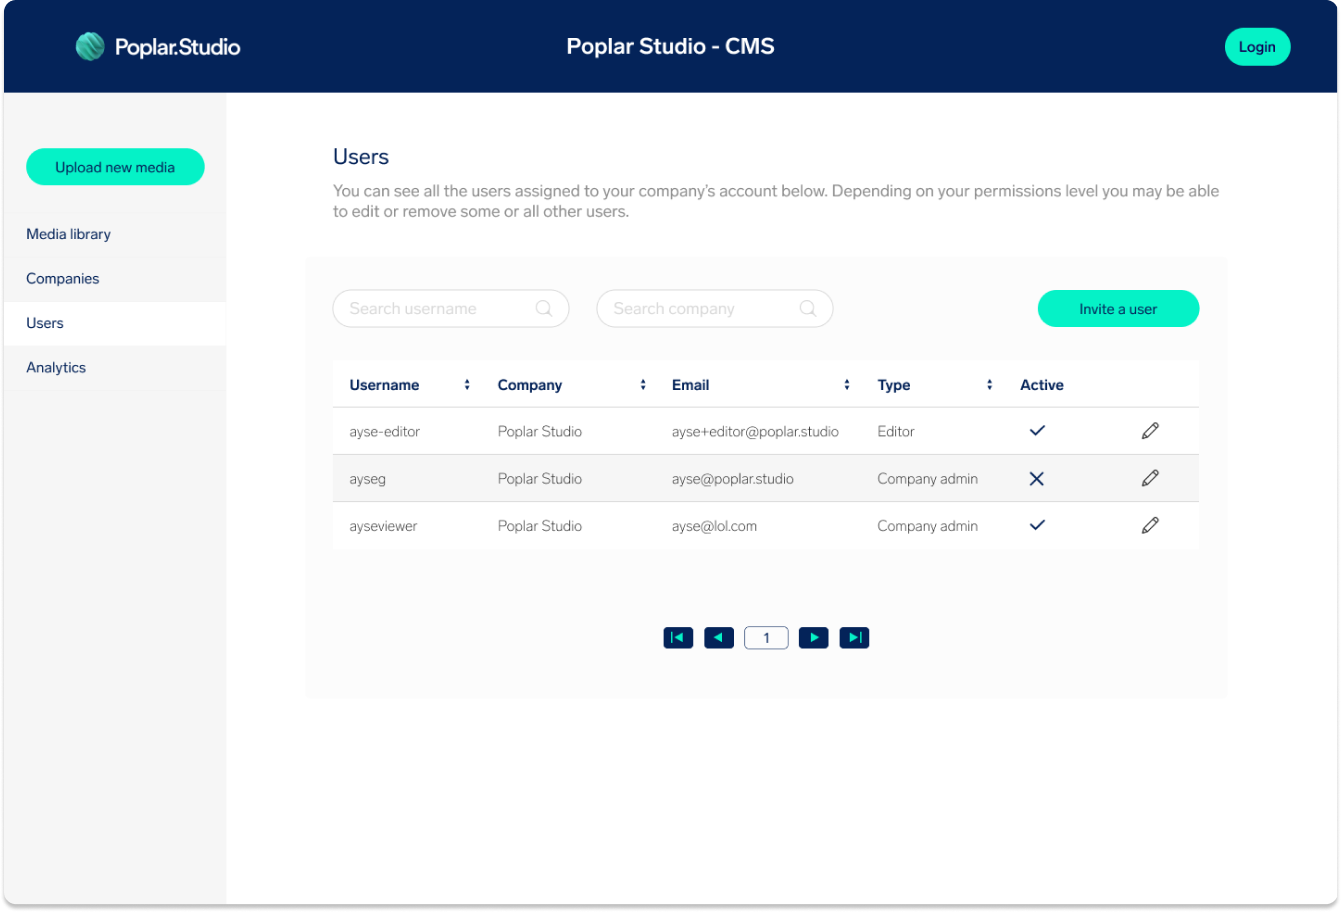 Poplar.Studio
Poplar Studio - CMS
Login
Upload new media
Media library
Companies
Users
Analytics
Users
You can see all the users assigned to your company's account below. Depending on your permissions level you may be able
to edit or remove some or all other users.
Search username
Search company
Invite a user
Username Company Email Type Active
ayse-editor Poplar Studio ayse+editor@poplar.studio Editor
ayseg Poplar Studio ayse@poplar.studio Company admin
ayseviewer Poplar Studio ayse@lol.com Company admin
1